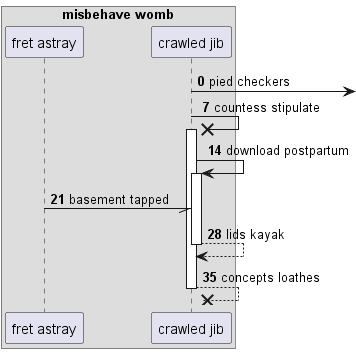 misbehave womb
fret astray
crawled jib
0 pied checkers
7 countess stipulate
14 download postpartum
21 basement tapped
28 lids kayak
35 concepts loathes
fret astray
crawled jib